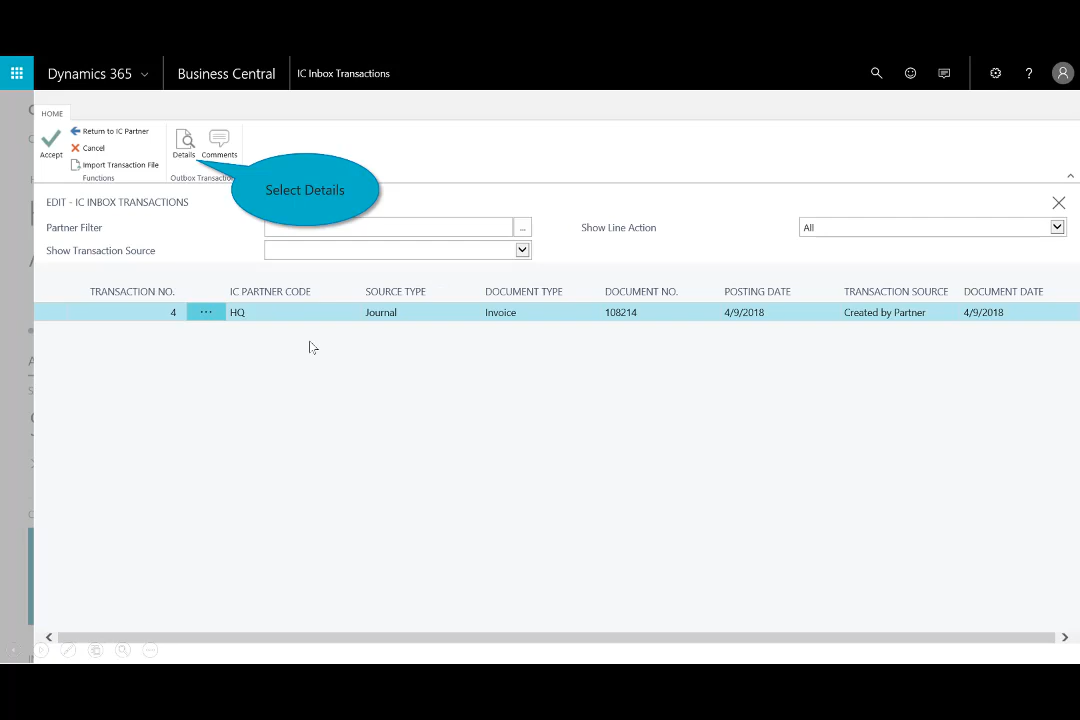 Dynamics 365 Business Central IC Inbox Transactions ?
HOME
Accept
Return to IC Partner
Cancel
Import Transaction File
Functions
Details Comments
Outbox Transaction
Select Details
EDIT - IC INBOX TRANSACTIONS
Partner Filter ... Show Line Action All
Show Transaction Source
TRANSACTION NO. IC PARTNER CODE SOURCE TYPE DOCUMENT TYPE DOCUMENT NO. POSTING DATE TRANSACTION SOURCE DOCUMENT DATE
4 ... HQ Journal Invoice 108214 4/9/2018 Created by Partner 4/9/2018